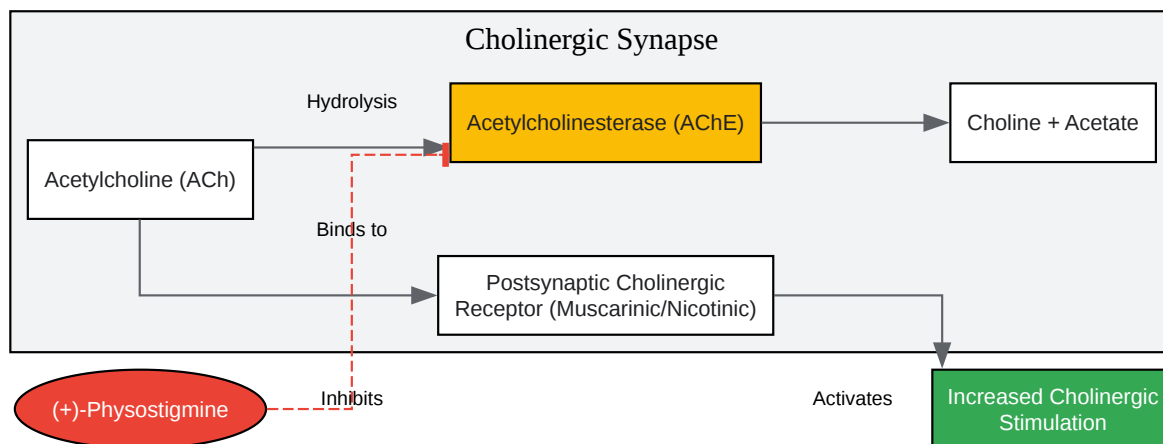 Cholinergic Synapse
Hydrolysis
Acetylcholinesterase (AChE)
Choline + Acetate
Acetylcholine (ACh)
Binds to
Postsynaptic Cholinergic
Receptor (Muscarinic/Nicotinic)
(+)-Physostigmine
Inhibits
Activates
Increased Cholinergic
Stimulation